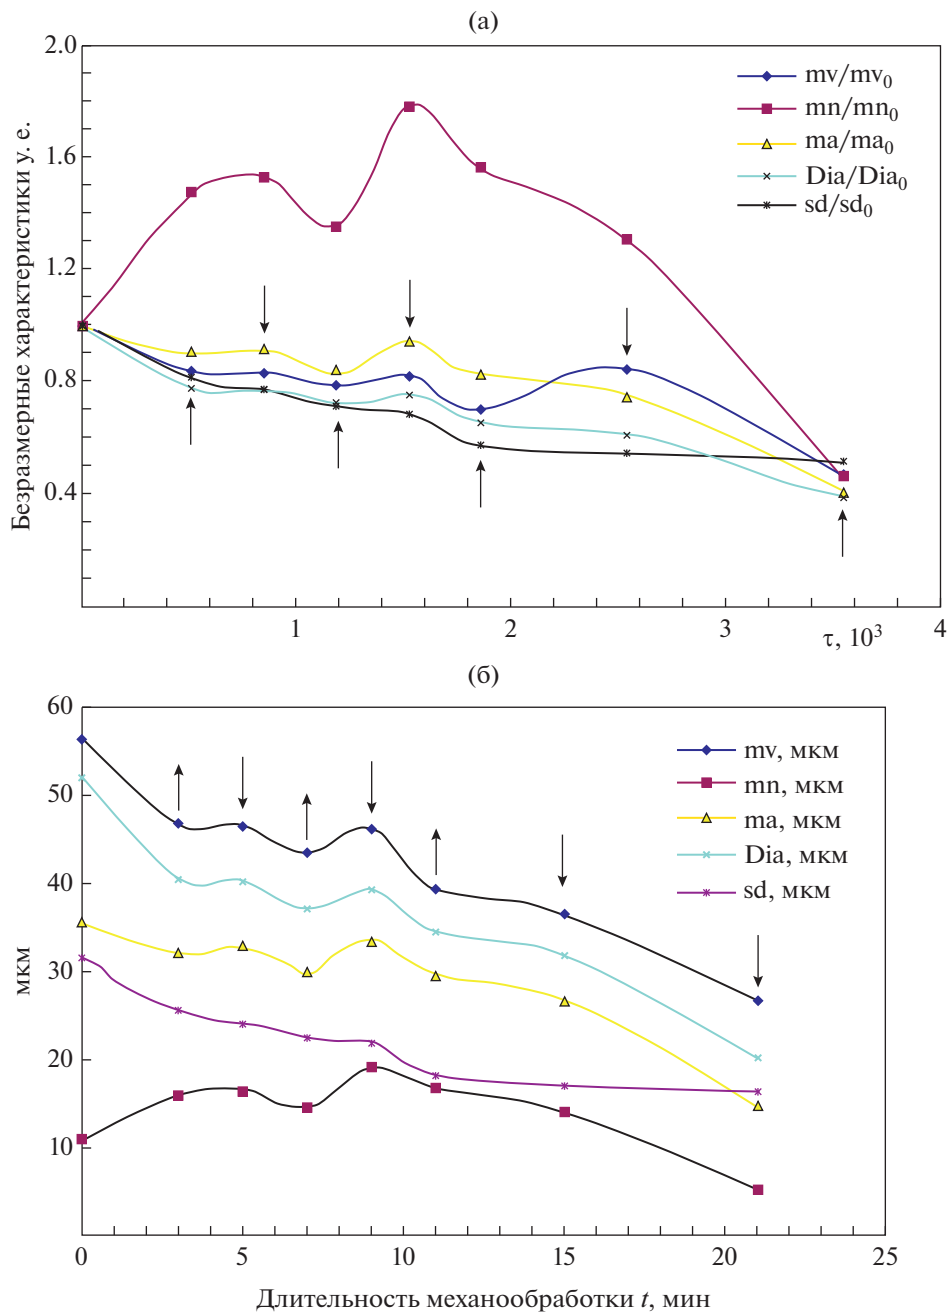 (а)
2.0
1.6
1.2
0.8
0.4
Безразмерные характеристики у. е.
mv/mv₀
mn/mn₀
ma/ma₀
Dia/Dia₀
sd/sd₀
1
2
3
τ, 10³
4
(б)
60
50
40
30
20
10
мкм
mv, мкм
mn, мкм
ma, мкм
Dia, мкм
sd, мкм
0
5
10
15
20
25
Длительность механообработки t, мин